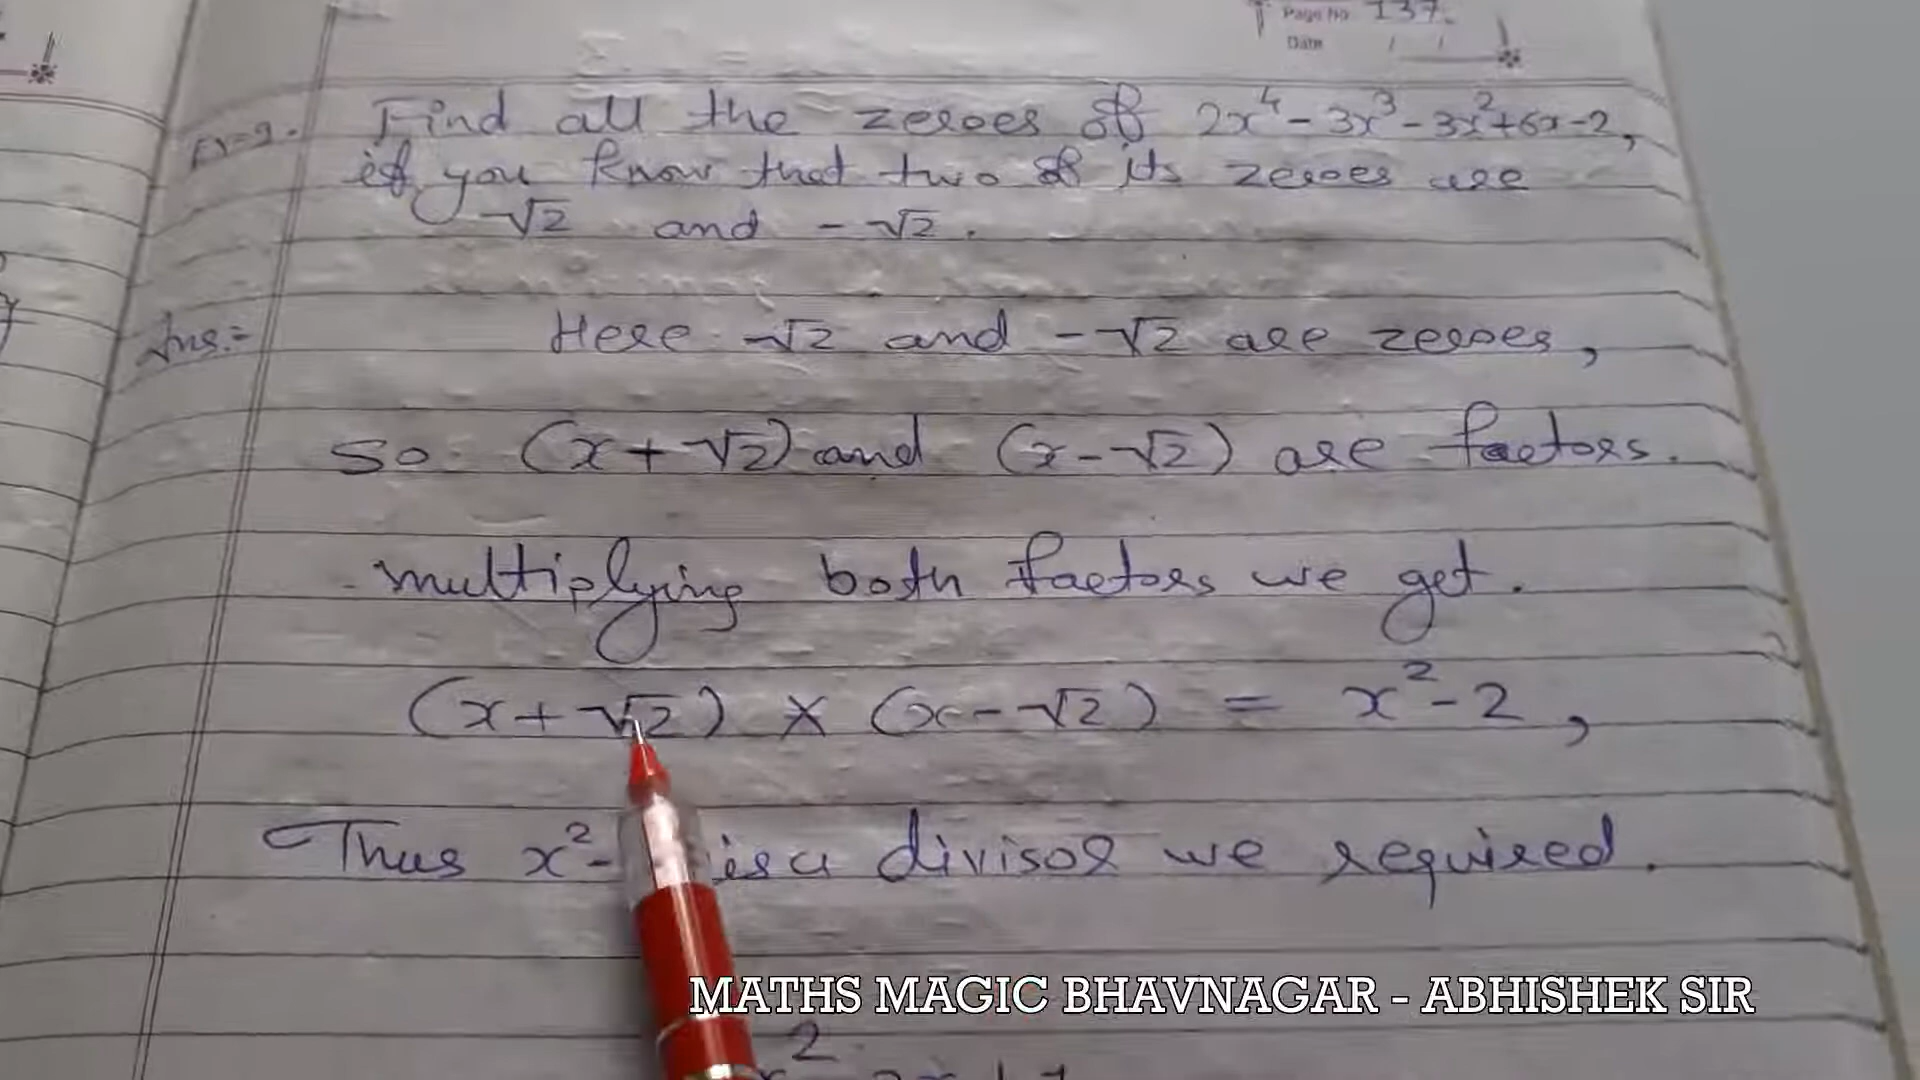 Page No. 137.
Date / /
Ex-9. Find all the zeroes of 2x⁴-3x³-3x²+6x-2,
if you know that two of its zeroes are
√2 and -√2.
Ans:- Here √2 and -√2 are zeroes,
so (x+√2) and (x-√2) are factors.
multiplying both factors we get.
(x+√2) × (x-√2) = x²-2,
Thus x²- is a divisor we required.
MATHS MAGIC BHAVNAGAR - ABHISHEK SIR